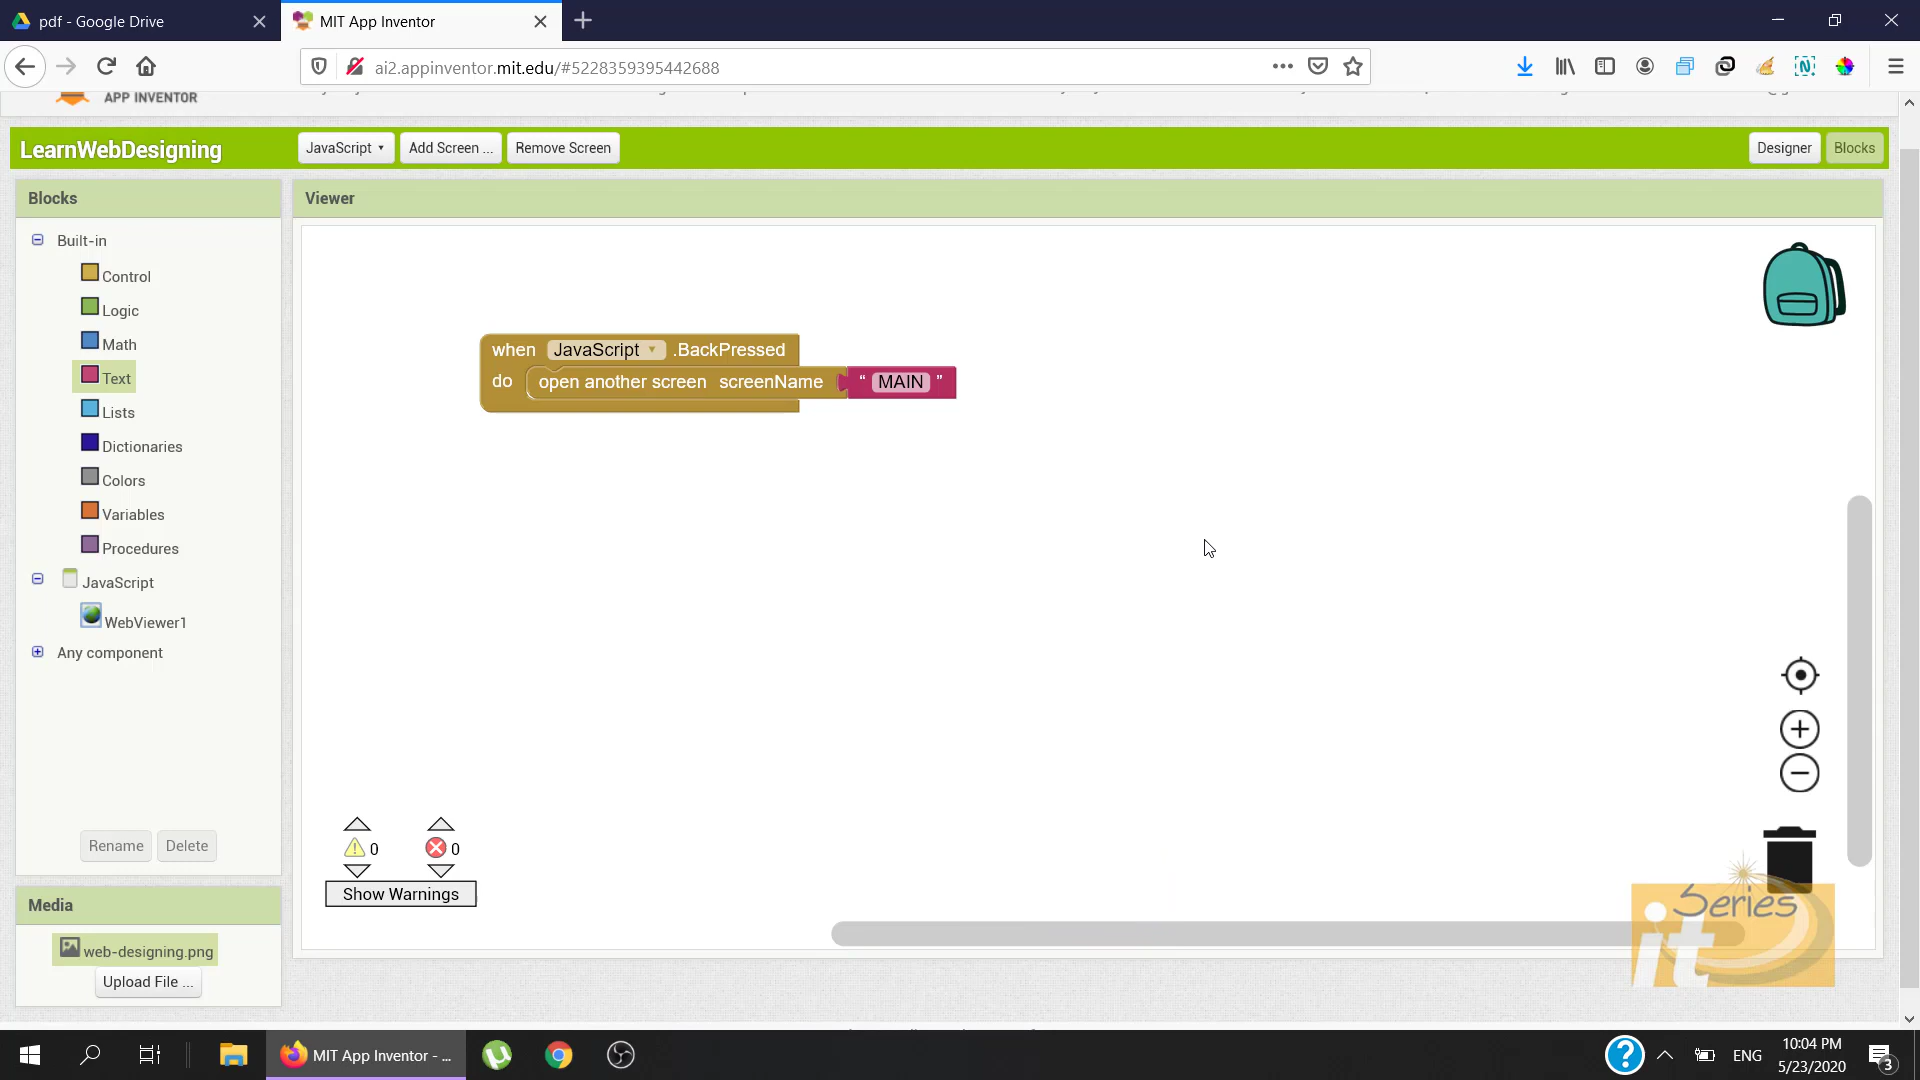 pdf - Google Drive
MIT App Inventor
ai2.appinventor.mit.edu/#5228359395442688
APP INVENTOR
LearnWebDesigning
JavaScript
Add Screen ...
Remove Screen
Designer
Blocks
Blocks
Viewer
Built-in
Control
Logic
Math
Text
Lists
Dictionaries
Colors
Variables
Procedures
JavaScript
WebViewer1
Any component
when JavaScript .BackPressed
do open another screen screenName “ MAIN ”
Rename
Delete
0
0
Show Warnings
Media
web-designing.png
Upload File ...
Series
it
MIT App Inventor - ...
ENG
10:04 PM
5/23/2020
3